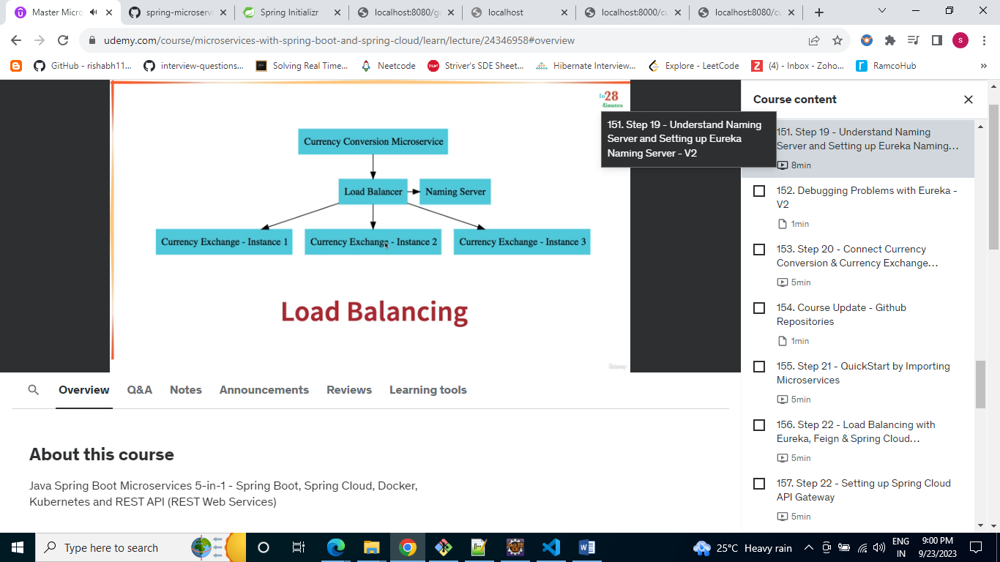 Master Micro
spring-microservi
Spring Initializr
localhost:8080/ge
localhost
localhost:8000/cu
localhost:8080/cu
udemy.com/course/microservices-with-spring-boot-and-spring-cloud/learn/lecture/24346958#overview
S
GitHub - rishabh11...
interview-questions...
Solving Real Time...
Neetcode
Striver's SDE Sheet...
Hibernate Interview...
Explore - LeetCode
(4) - Inbox - Zoho...
RamcoHub
In28
Minutes
Currency Conversion Microservice
Load Balancer
Naming Server
Currency Exchange - Instance 1
Currency Exchange - Instance 2
Currency Exchange - Instance 3
Load Balancing
Udemy
151. Step 19 - Understand Naming
Server and Setting up Eureka
Naming Server - V2
Course content
151. Step 19 - Understand Naming
Server and Setting up Eureka Naming...
8min
152. Debugging Problems with Eureka -
V2
1min
153. Step 20 - Connect Currency
Conversion & Currency Exchange...
5min
154. Course Update - Github
Repositories
1min
155. Step 21 - QuickStart by Importing
Microservices
5min
156. Step 22 - Load Balancing with
Eureka, Feign & Spring Cloud...
5min
157. Step 22 - Setting up Spring Cloud
API Gateway
5min
Overview
Q&A
Notes
Announcements
Reviews
Learning tools
About this course
Java Spring Boot Microservices 5-in-1 - Spring Boot, Spring Cloud, Docker,
Kubernetes and REST API (REST Web Services)
Type here to search
25°C Heavy rain
ENG
IN
9:00 PM
9/23/2023